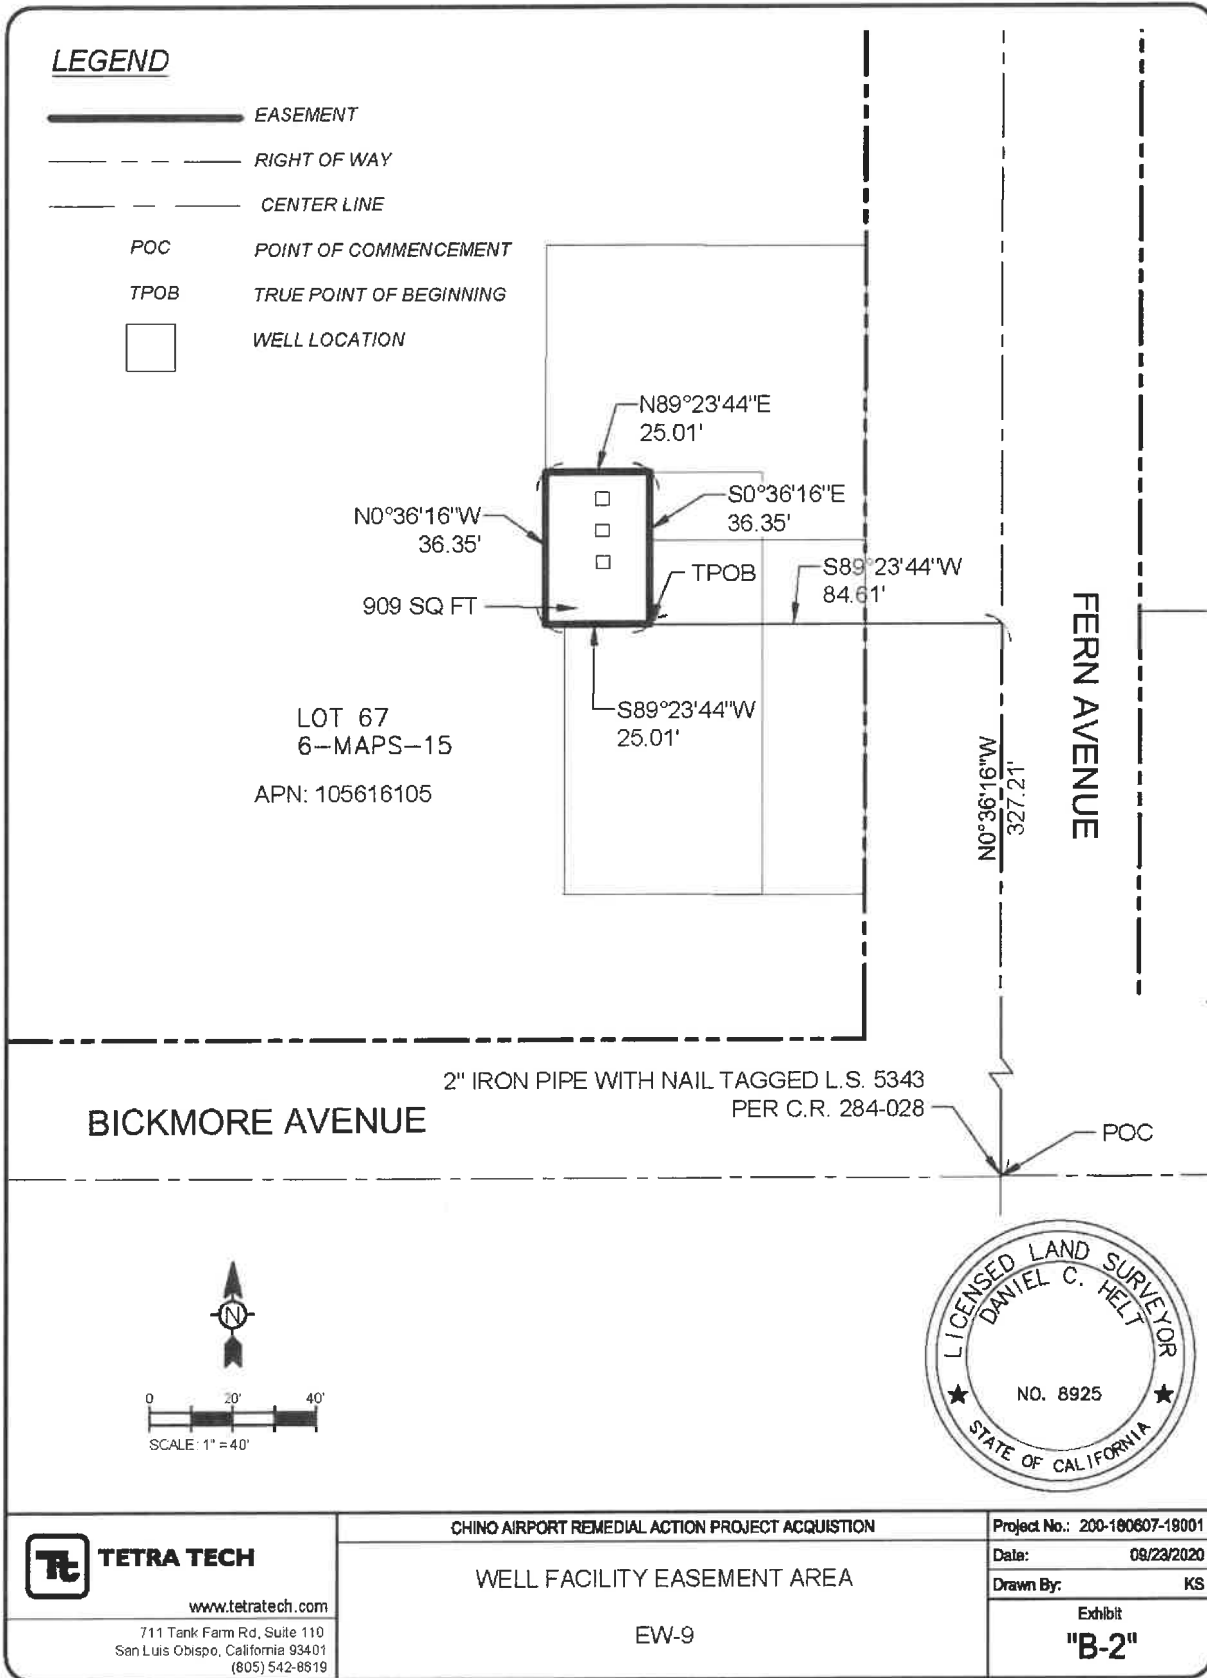 LEGEND
EASEMENT
RIGHT OF WAY
CENTER LINE
POC POINT OF COMMENCEMENT
TPOB TRUE POINT OF BEGINNING
WELL LOCATION
N89°23'44"E
25.01'
N0°36'16"W
36.35'
S0°36'16"E
36.35'
TPOB
S89°23'44"W
84.61'
909 SQ FT
S89°23'44"W
25.01'
LOT 67
6-MAPS-15
APN: 105616105
FERN AVENUE
N0°36'16"W
327.21'
2" IRON PIPE WITH NAIL TAGGED L.S. 5343
PER C.R. 284-028
BICKMORE AVENUE
POC
N
0 20' 40'
SCALE: 1" = 40'
LICENSED LAND SURVEYOR
DANIEL C. HELT
NO. 8925
STATE OF CALIFORNIA
Tt TETRA TECH
www.tetratech.com
711 Tank Farm Rd, Suite 110
San Luis Obispo, California 93401
(805) 542-8619
CHINO AIRPORT REMEDIAL ACTION PROJECT ACQUISTION
WELL FACILITY EASEMENT AREA
EW-9
Project No.: 200-180607-19001
Date: 09/23/2020
Drawn By: KS
Exhibit
"B-2"